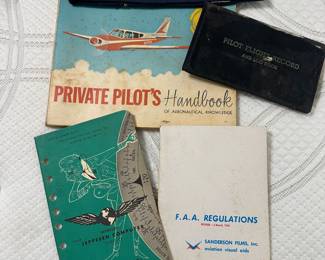 PILOT FLIGHT RECORD
AND LOG BOOK
PRIVATE PILOT'S Handbook
OF AERONAUTICAL KNOWLEDGE
JEPPESEN COMPUTER
F.A.A. REGULATIONS
SANDERSON FILMS, Inc.
aviation visual aids